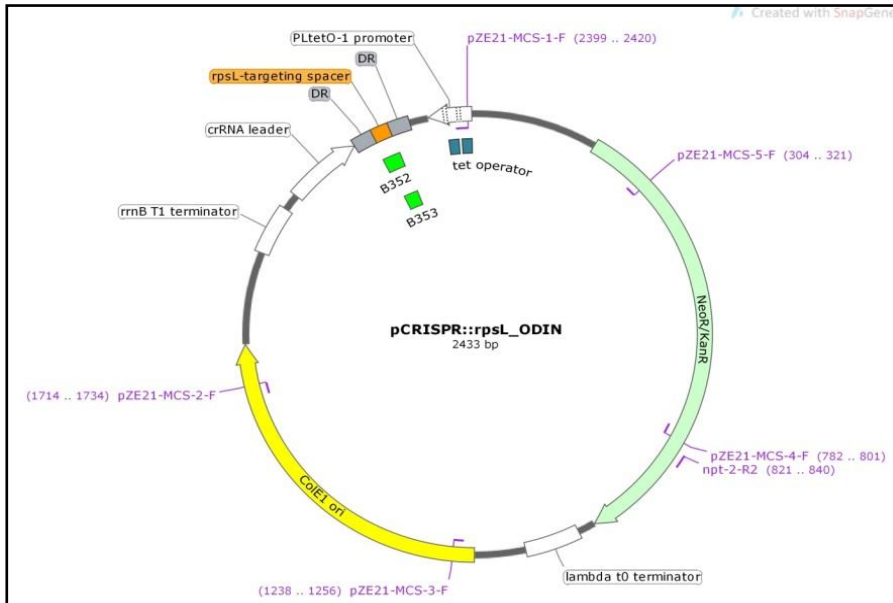 Created with SnapGene
PLtetO-1 promoter
pZE21-MCS-1-F (2399 .. 2420)
DR
rpsL-targeting spacer
DR
crRNA leader
rrnB T1 terminator
B352
B353
tet operator
pZE21-MCS-5-F (304 .. 321)
NeoR/KanR
pCRISPR::rpsL_ODIN
2433 bp
(1714 .. 1734) pZE21-MCS-2-F
pZE21-MCS-4-F (782 .. 801)
npt-2-R2 (821 .. 840)
ColE1 ori
lambda t0 terminator
(1238 .. 1256) pZE21-MCS-3-F